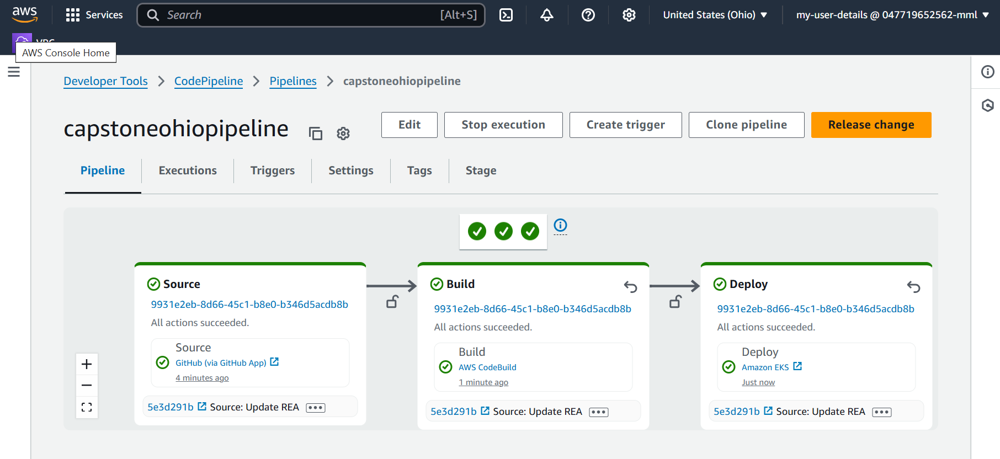 aws
Services
Search
[Alt+S]
United States (Ohio)
my-user-details @ 047719652562-mml
AWS Console Home
Developer Tools
CodePipeline
Pipelines
capstoneohiopipeline
capstoneohiopipeline
Edit
Stop execution
Create trigger
Clone pipeline
Release change
Pipeline
Executions
Triggers
Settings
Tags
Stage
Source
9931e2eb-8d66-45c1-b8e0-b346d5acdb8b
All actions succeeded.
Source
GitHub (via GitHub App)
4 minutes ago
5e3d291b Source: Update REA
Build
9931e2eb-8d66-45c1-b8e0-b346d5acdb8b
All actions succeeded.
Build
AWS CodeBuild
1 minute ago
5e3d291b Source: Update REA
Deploy
9931e2eb-8d66-45c1-b8e0-b346d5acdb8b
All actions succeeded.
Deploy
Amazon EKS
Just now
5e3d291b Source: Update REA